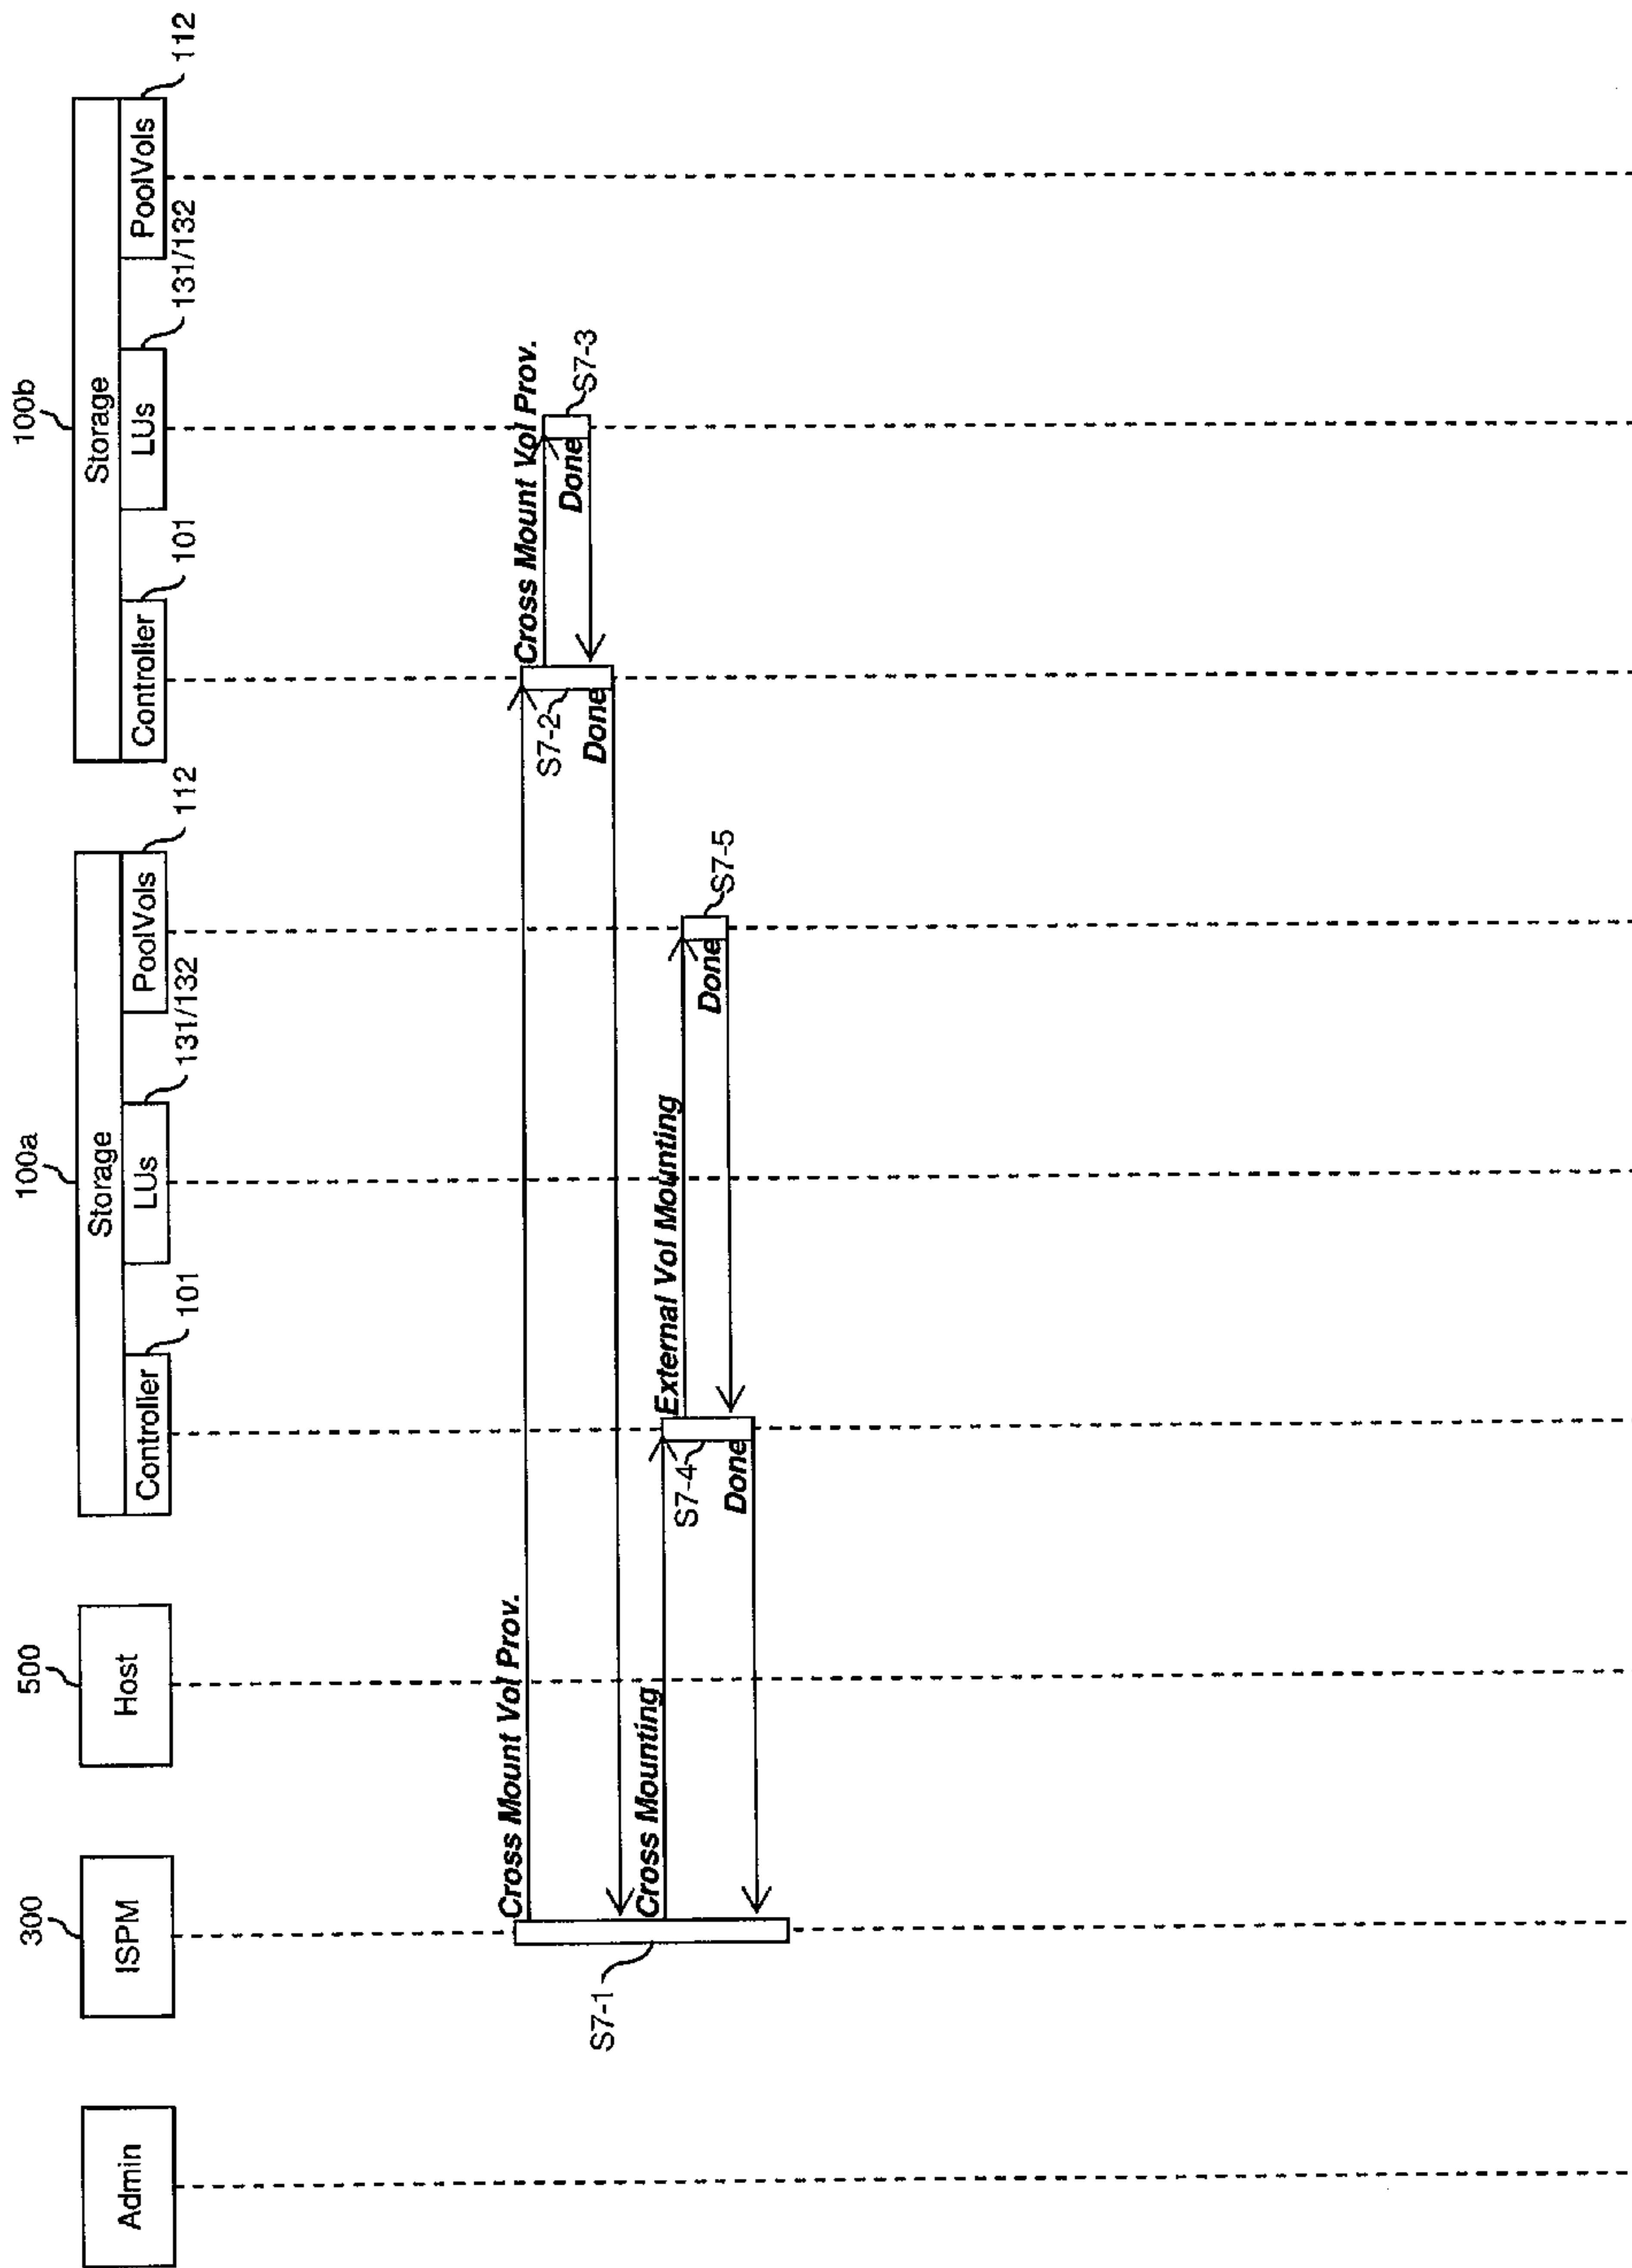 Admin
300
ISPM
500
Host
100a
Storage
Controller
101
LUs
131/132
PoolVols
112
100b
Storage
Controller
101
LUs
131/132
PoolVols
112
Cross Mount Vol Prov.
Cross Mount Vol Prov.
S7-3
Done
S7-2
Done
S7-1
Cross Mounting
External Vol Mounting
S7-5
Done
S7-4
Done